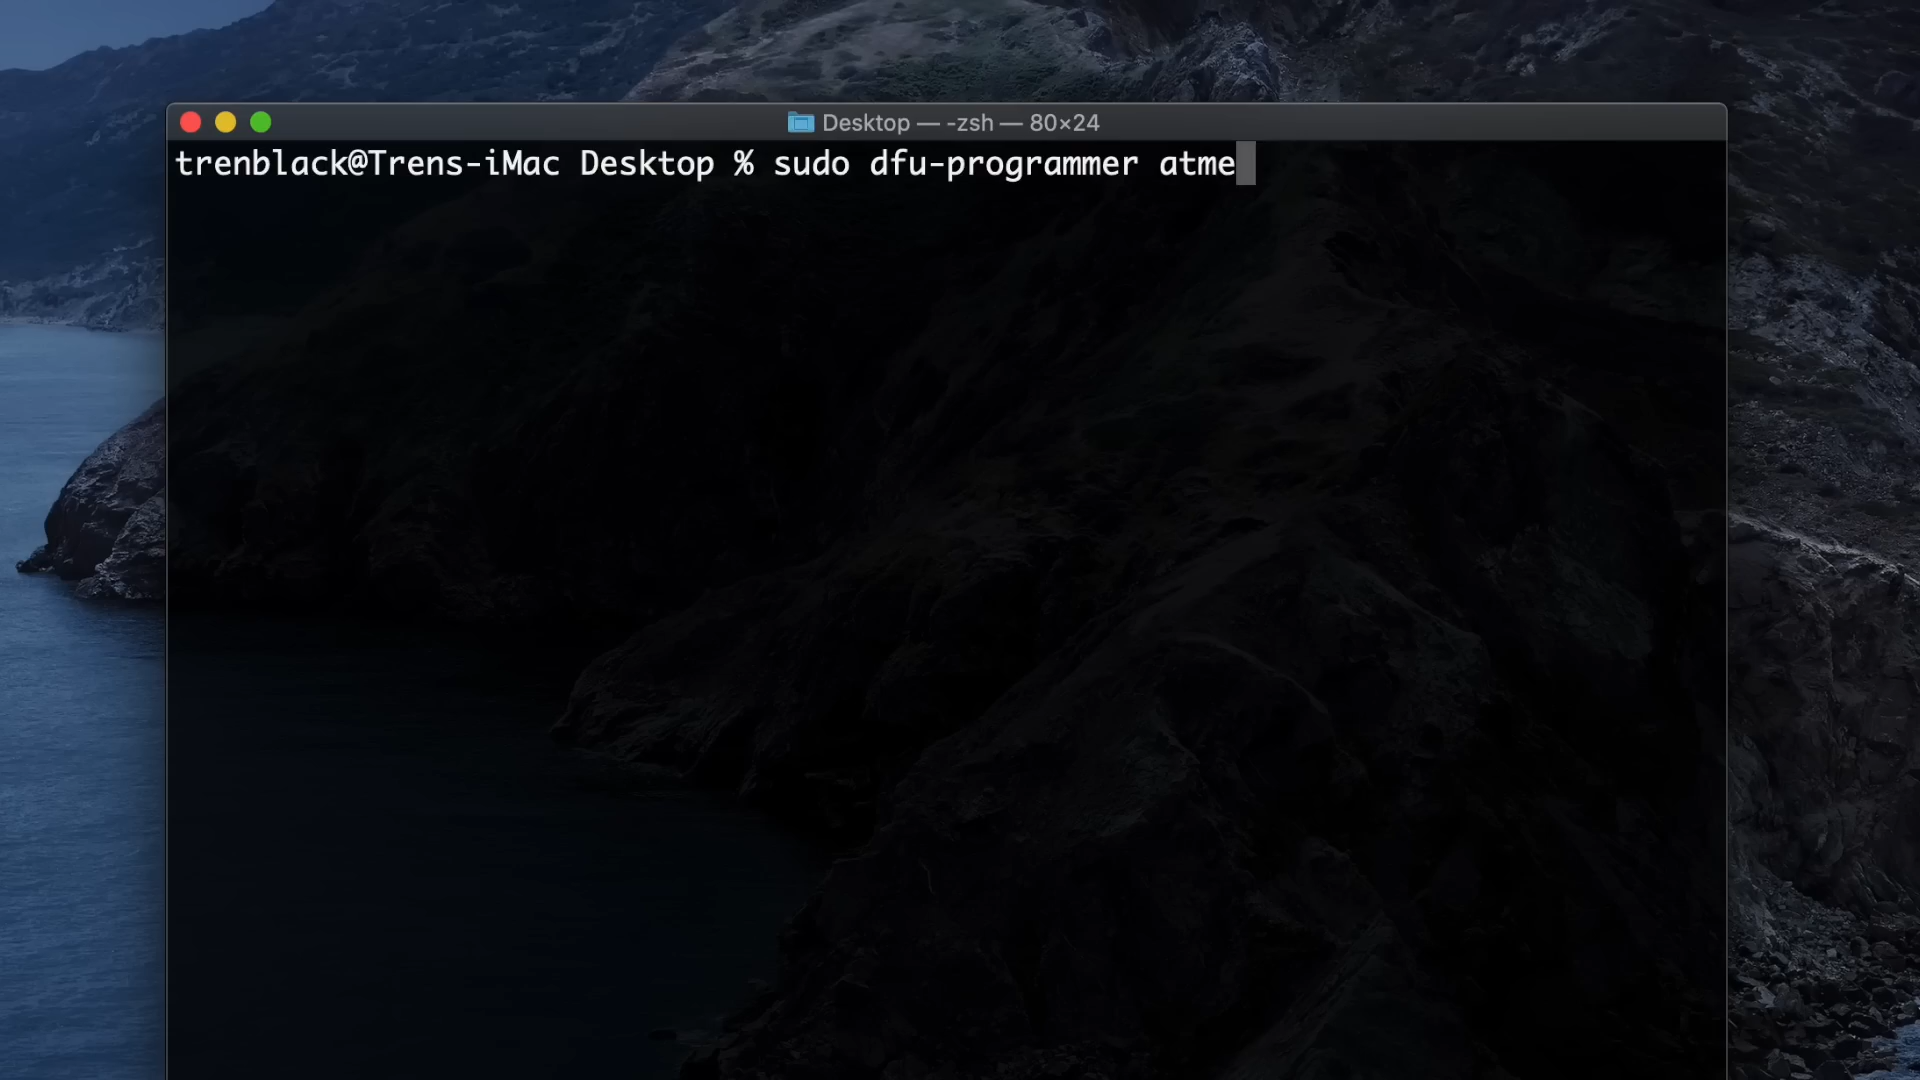 Desktop — -zsh — 80×24
trenblack@Trens-iMac Desktop % sudo dfu-programmer atme